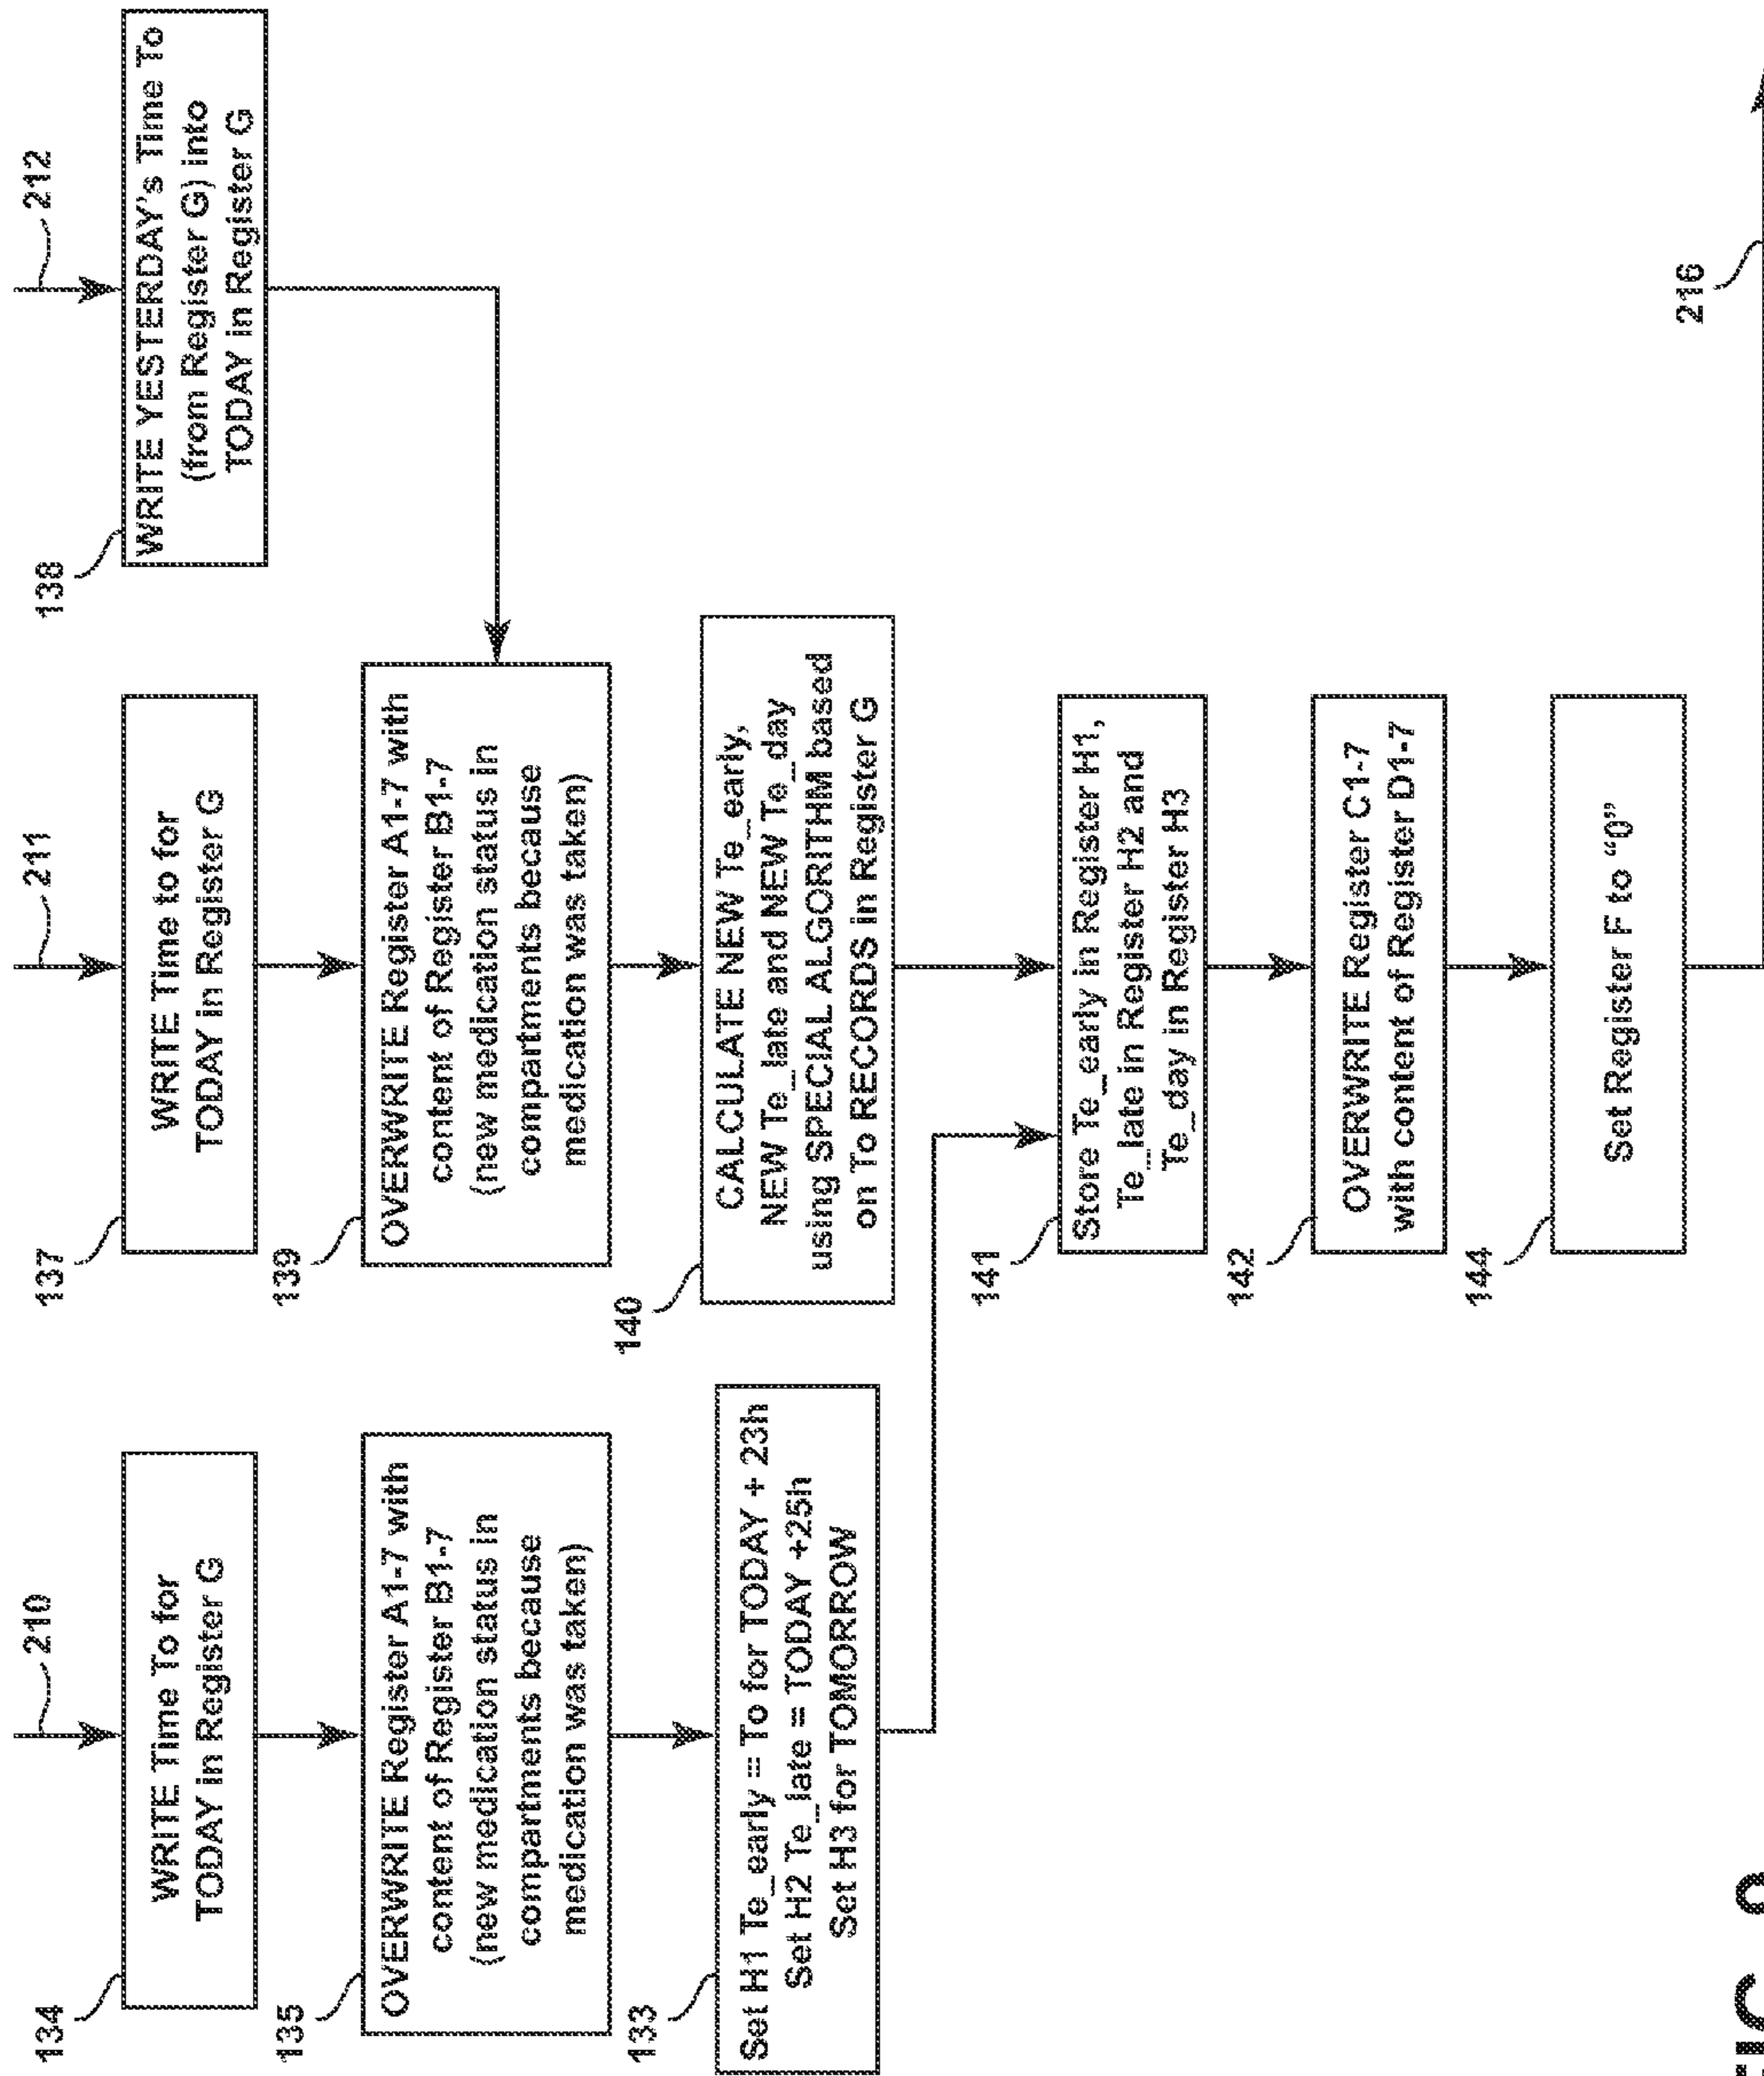 210
134
WRITE Time To for
TODAY in Register G
135
OVERWRITE Register A1-7 with
content of Register B1-7
(new medication status in
compartments because
medication was taken)
133
Set H1 Te_early = To for TODAY + 23h
Set H2 Te_late = TODAY +25h
Set H3 for TOMORROW
211
137
WRITE Time to for
TODAY in Register G
139
OVERWRITE Register A1-7 with
content of Register B1-7
(new medication status in
compartments because
medication was taken)
140
CALCULATE NEW Te_early,
NEW Te_late and NEW Te_day
using SPECIAL ALGORITHM based
on To RECORDS in Register G
141
Store Te_early in Register H1,
Te_late in Register H2 and
Te_day in Register H3
142
OVERWRITE Register C1-7
with content of Register D1-7
144
Set Register F to “0”
212
138
WRITE YESTERDAY's Time To
(from Register G) into
TODAY in Register G
216